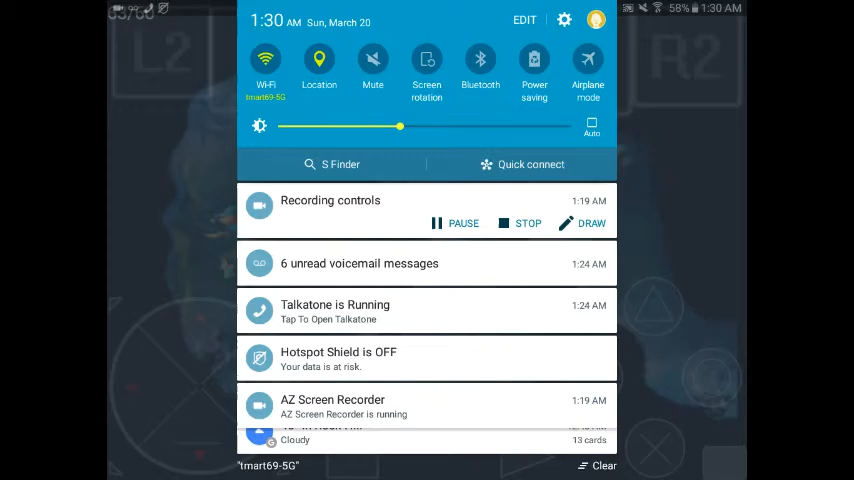 58% 1:30 AM
1:30 AM Sun, March 20
EDIT
L2
R2
Wi-Fi
tmart69-5G
Location
Mute
Screen rotation
Bluetooth
Power saving
Airplane mode
Auto
S Finder
Quick connect
Recording controls
1:19 AM
PAUSE
STOP
DRAW
6 unread voicemail messages
1:24 AM
Talkatone is Running
1:24 AM
Tap To Open Talkatone
Hotspot Shield is OFF
Your data is at risk.
AZ Screen Recorder
1:19 AM
AZ Screen Recorder is running
Cloudy
13 cards
"tmart69-5G"
Clear